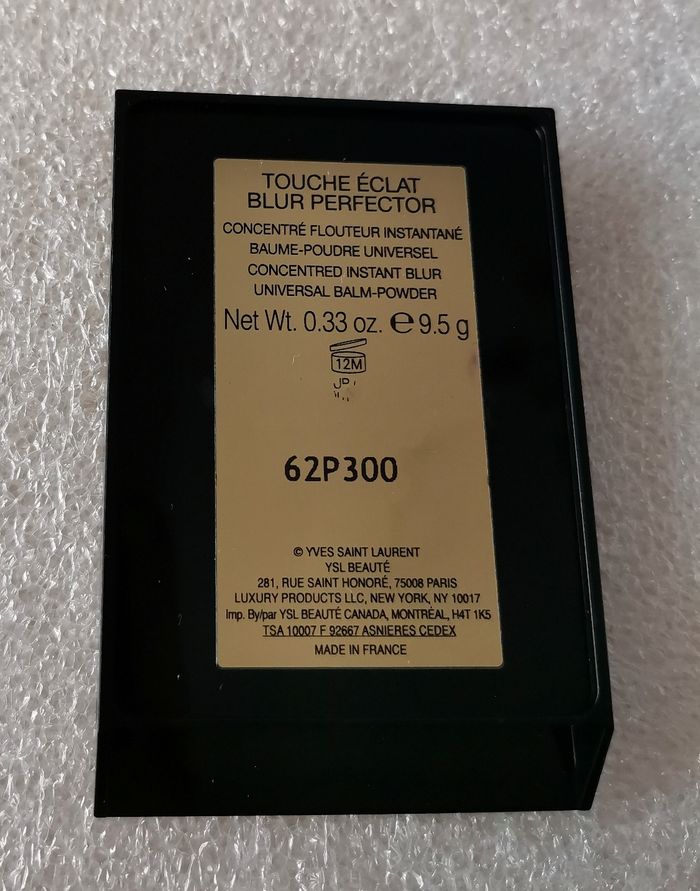 TOUCHE ÉCLAT
BLUR PERFECTOR
CONCENTRÉ FLOUTEUR INSTANTANÉ
BAUME-POUDRE UNIVERSEL
CONCENTRED INSTANT BLUR
UNIVERSAL BALM-POWDER
Net Wt. 0.33 oz. ℮ 9.5 g
12M
62P300
© YVES SAINT LAURENT
YSL BEAUTÉ
281, RUE SAINT HONORÉ, 75008 PARIS
LUXURY PRODUCTS LLC, NEW YORK, NY 10017
Imp. By/par YSL BEAUTÉ CANADA, MONTRÉAL, H4T 1K5
TSA 10007 F 92667 ASNIERES CEDEX
MADE IN FRANCE